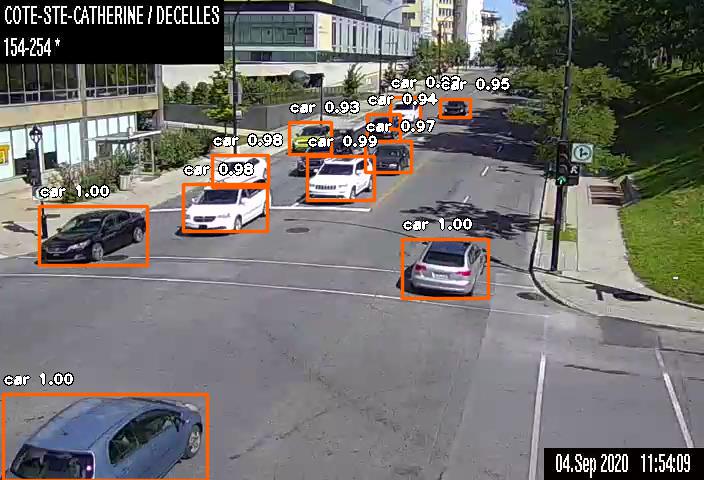 COTE-STE-CATHERINE / DECELLES
154-254 *
car 0.95
car 0.94
car 0.93
car 0.97
car 0.98
car 0.99
car 0.98
car 1.00
car 1.00
car 1.00
04.Sep 2020 11:54:09